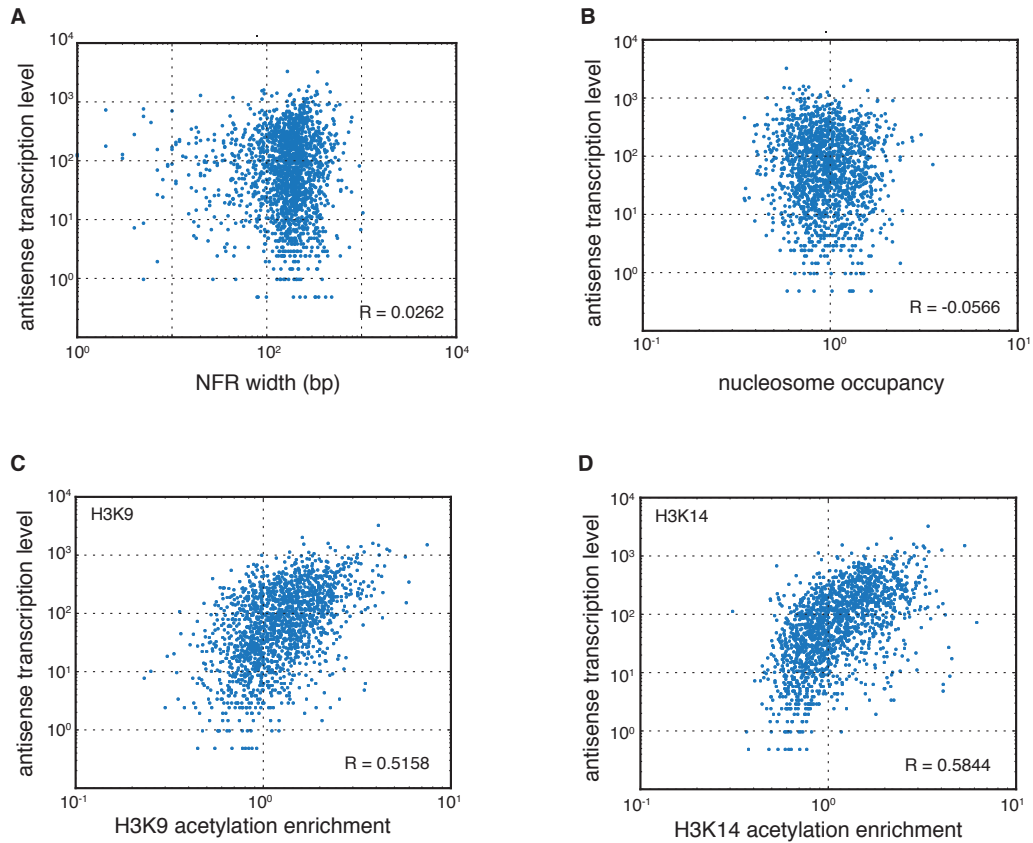 A
antisense transcription level
10⁴
10³
10²
10¹
10⁰
R = 0.0262
10⁰
10²
10⁴
NFR width (bp)
B
antisense transcription level
10⁴
10³
10²
10¹
10⁰
R = -0.0566
10⁻¹
10⁰
10¹
nucleosome occupancy
C
antisense transcription level
10⁴
10³
10²
10¹
10⁰
H3K9
R = 0.5158
10⁻¹
10⁰
10¹
H3K9 acetylation enrichment
D
antisense transcription level
10⁴
10³
10²
10¹
10⁰
H3K14
R = 0.5844
10⁻¹
10⁰
10¹
H3K14 acetylation enrichment